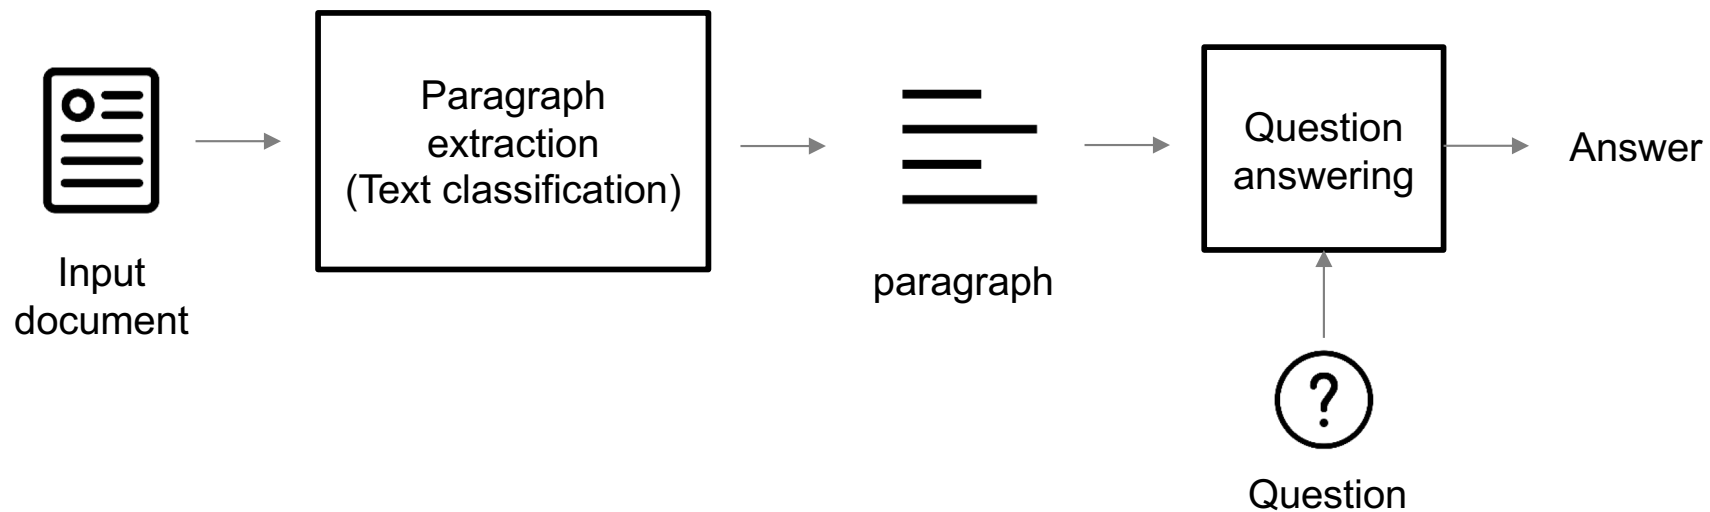 Input
document
Paragraph
extraction
(Text classification)
paragraph
Question
answering
Answer
?
Question